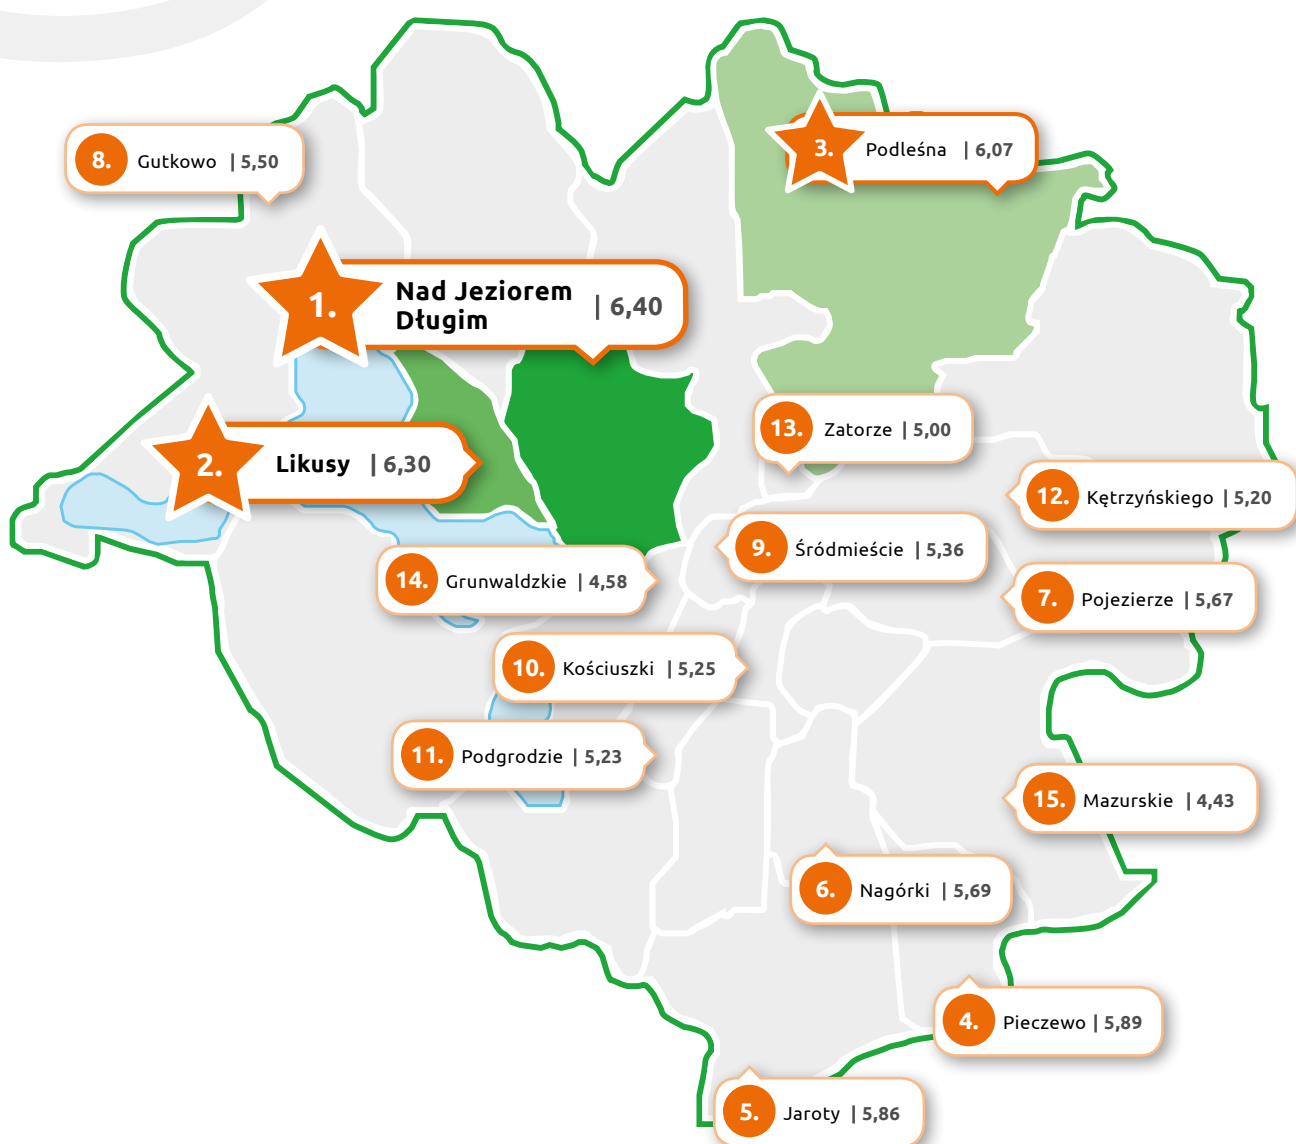 8. Gutkowo | 5,50
3. Podleśna | 6,07
1. Nad Jeziorem
Długim | 6,40
2. Likusy | 6,30
13. Zatorze | 5,00
12. Kętrzyńskiego | 5,20
9. Śródmieście | 5,36
14. Grunwaldzkie | 4,58
7. Pojezierze | 5,67
10. Kościuszki | 5,25
11. Podgrodzie | 5,23
15. Mazurskie | 4,43
6. Nagórki | 5,69
4. Pieczewo | 5,89
5. Jaroty | 5,86